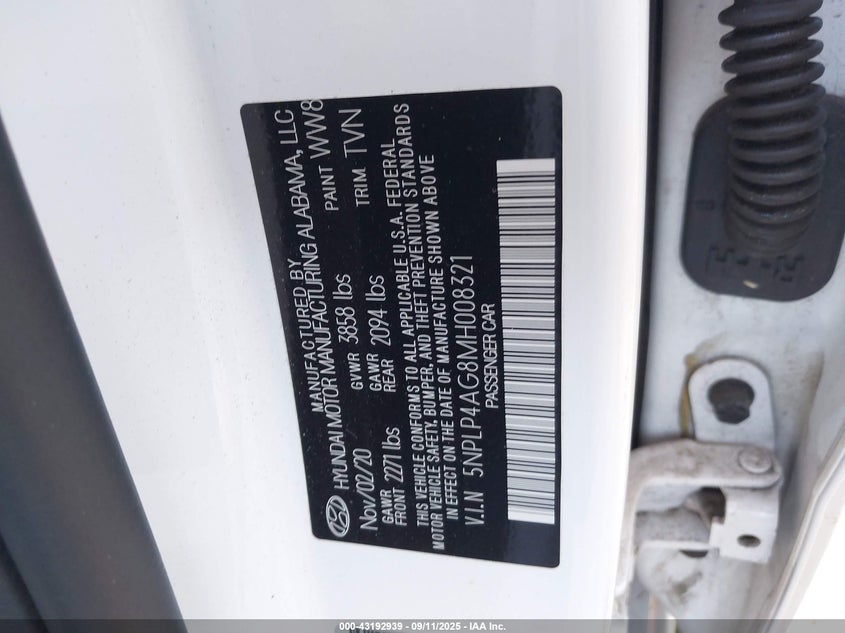 MANUFACTURED BY
HYUNDAI MOTOR MANUFACTURING ALABAMA, LLC
Nov/02/20 GVWR 3858 lbs PAINT WW8
GAWR FRONT 2271 lbs GAWR REAR 2094 lbs TRIM TVN
THIS VEHICLE CONFORMS TO ALL APPLICABLE U.S.A. FEDERAL
MOTOR VEHICLE SAFETY, BUMPER, AND THEFT PREVENTION STANDARDS
IN EFFECT ON THE DATE OF MANUFACTURE SHOWN ABOVE
V.I.N 5NPLP4AG8MH008321
PASSENGER CAR
000-43192939 - 09/11/2025 - IAA Inc.